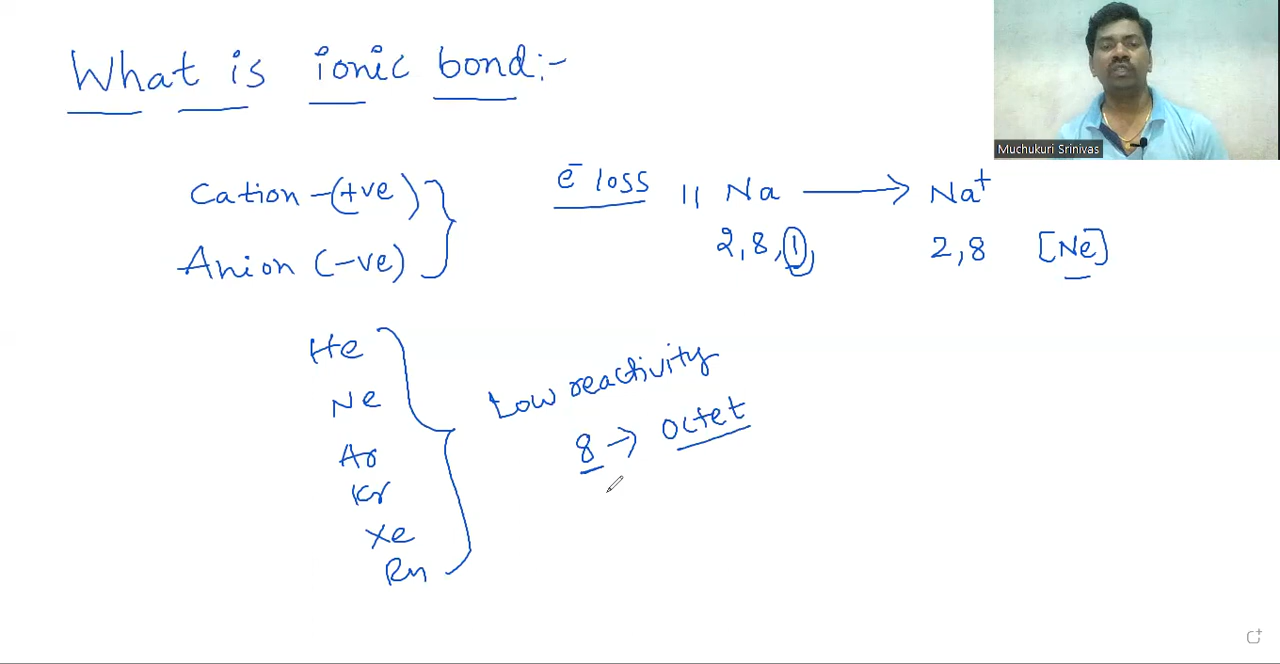 What is ionic bond:-
Muchukuri Srinivas
Cation - (+ve)
Anion (-ve)
e⁻ loss 11 Na → Na⁺
2,8,1, 2,8 [Ne]
He
Ne
Ar
Kr
Xe
Rn
Low reactivity
8 → octet